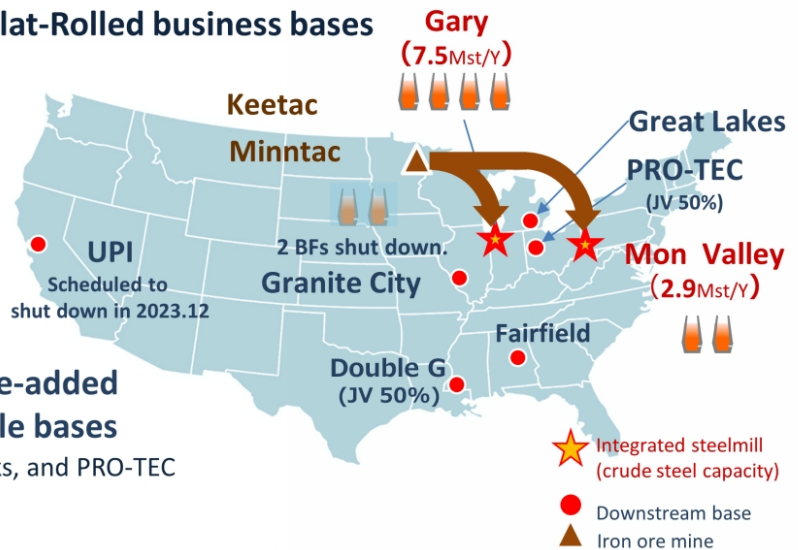 lat-Rolled business bases
Gary
(7.5Mst/Y)
Keetac
Minntac
Great Lakes
PRO-TEC
(JV 50%)
2 BFs shut down.
Granite City
UPI
Scheduled to
shut down in 2023.12
Mon Valley
(2.9Mst/Y)
Fairfield
Double G
(JV 50%)
e-added
le bases
ts, and PRO-TEC
Integrated steelmill
(crude steel capacity)
Downstream base
Iron ore mine